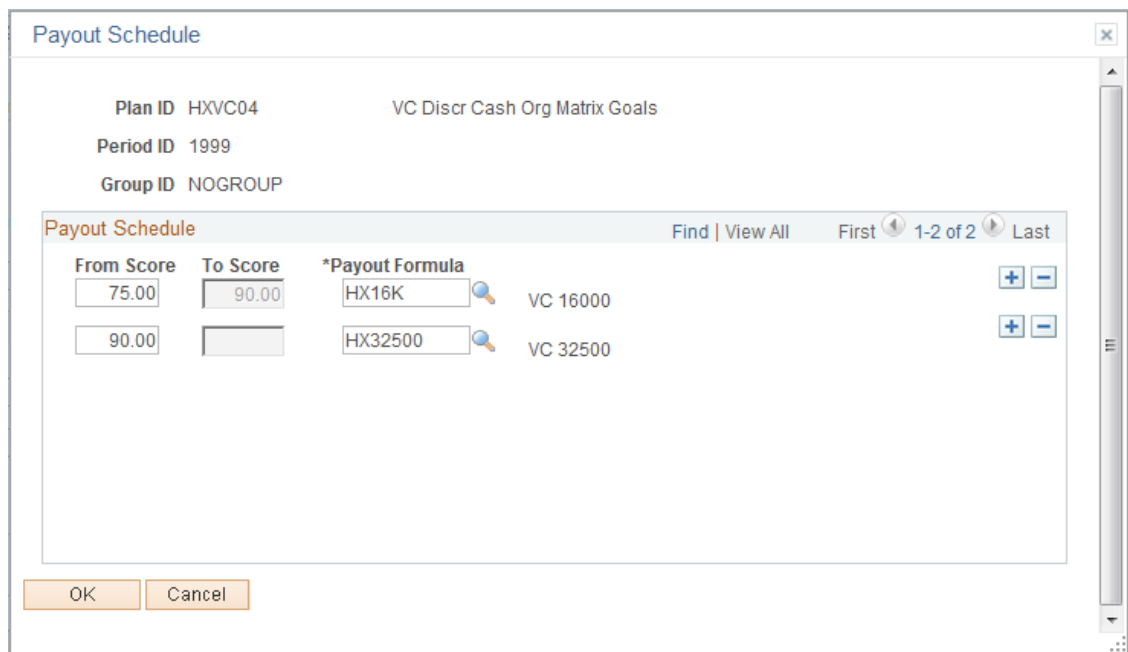 Payout Schedule
Plan ID HXVC04 VC Discr Cash Org Matrix Goals
Period ID 1999
Group ID NOGROUP
Payout Schedule Find | View All First 1-2 of 2 Last
From Score To Score *Payout Formula
75.00 90.00 HX16K VC 16000
90.00 HX32500 VC 32500
OK Cancel